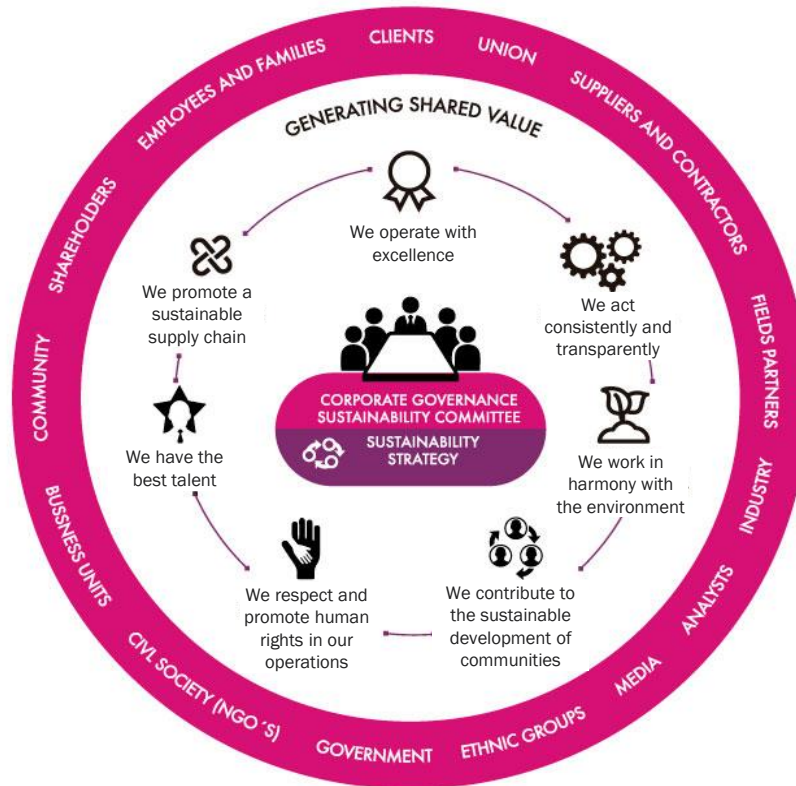 CLIENTS
UNION
SUPPLIERS AND CONTRACTORS
FIELDS PARTNERS
INDUSTRY
ANALYSTS
MEDIA
ETHNIC GROUPS
GOVERNMENT
CIVL SOCIETY (NGO ´S)
BUSSNESS UNITS
COMMUNITY
SHAREHOLDERS
EMPLOYEES AND FAMILIES
GENERATING SHARED VALUE
We operate with
excellence
We act
consistently and
transparently
We work in
harmony with
the environment
We contribute to
the sustainable
development of
communities
We respect and
promote human
rights in our
operations
We have the
best talent
We promote a
sustainable
supply chain
CORPORATE GOVERNANCE
SUSTAINABILITY COMMITTEE
SUSTAINABILITY
STRATEGY